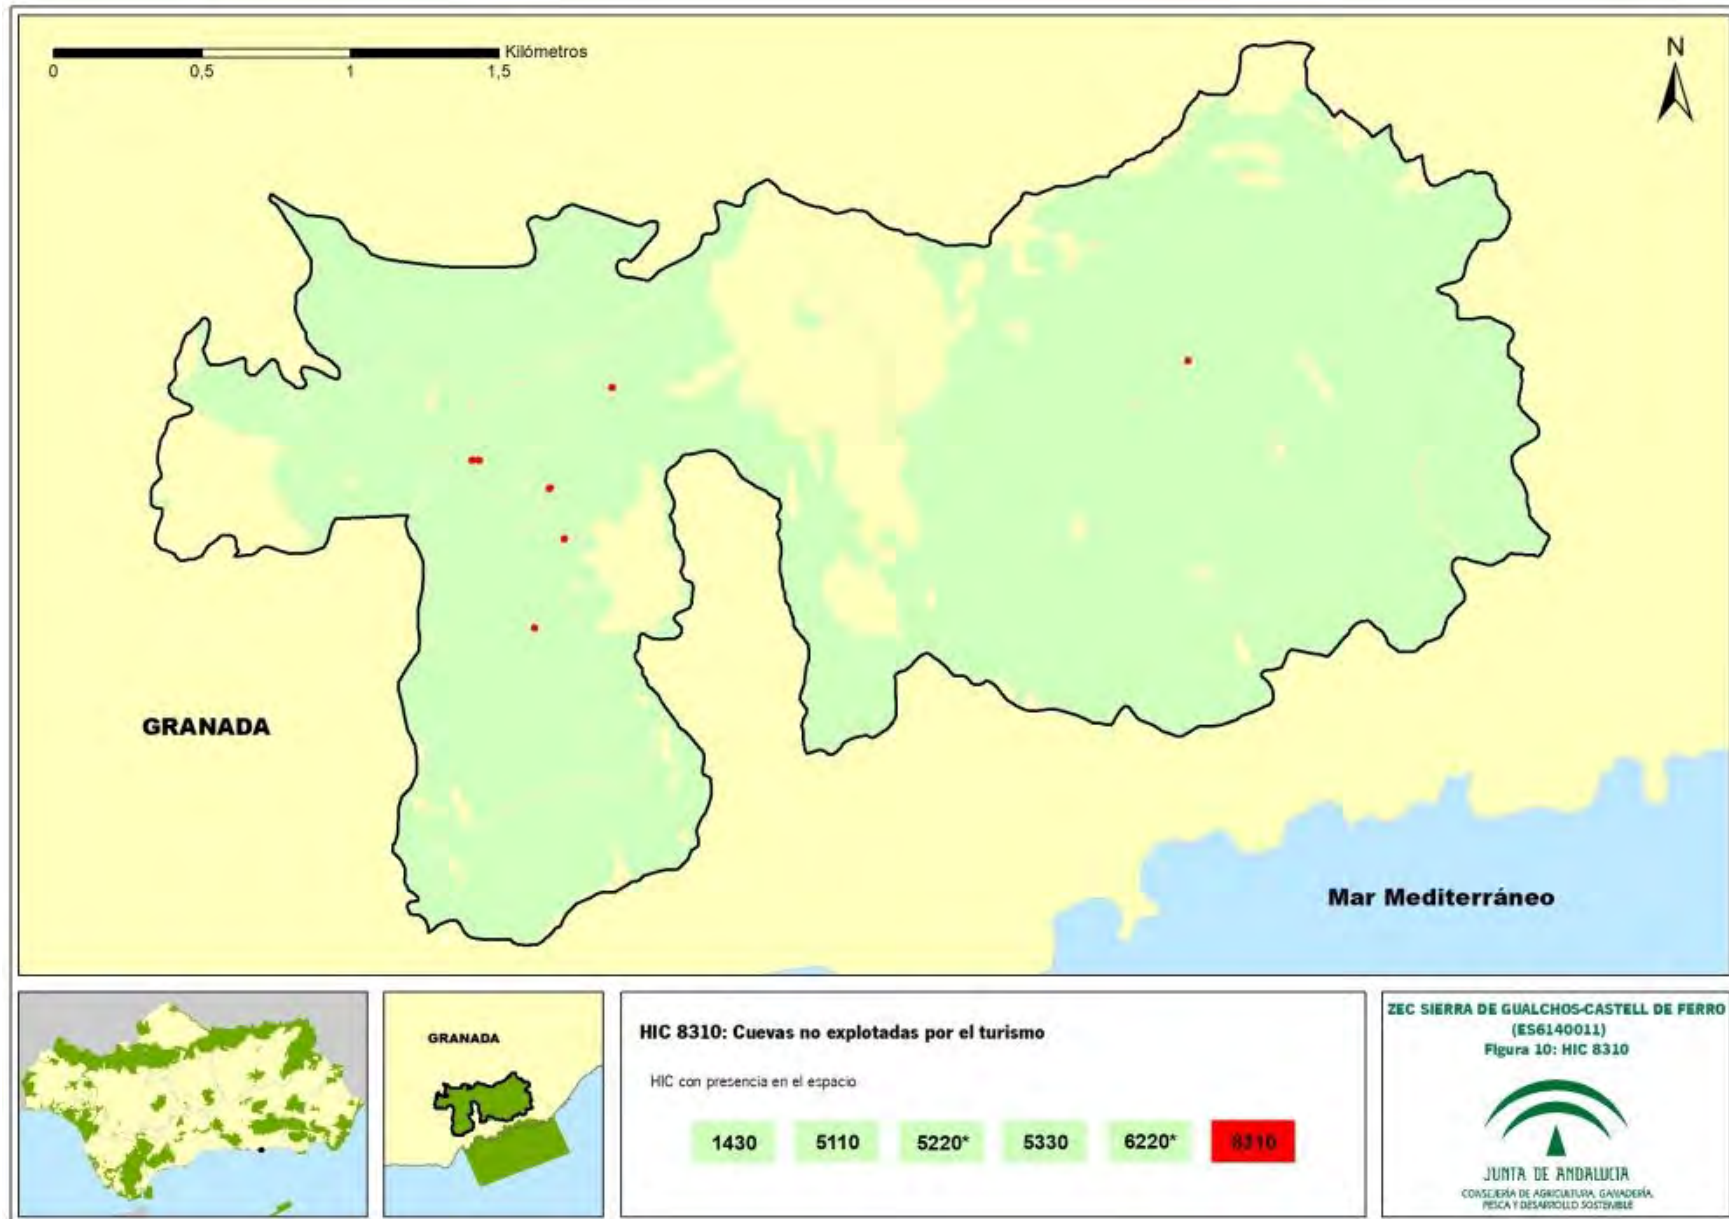 Kilómetros
0 0,5 1 1,5
N
GRANADA
Mar Mediterráneo
GRANADA
HIC 8310: Cuevas no explotadas por el turismo
HIC con presencia en el espacio
1430 5110 5220* 5330 6220* 8310
ZEC SIERRA DE GUALCHOS-CASTELL DE FERRO
(ES6140011)
Figura 10: HIC 8310
JUNTA DE ANDALUCIA
CONSEJERÍA DE AGRICULTURA, GANADERÍA,
PESCA Y DESARROLLO SOSTENIBLE